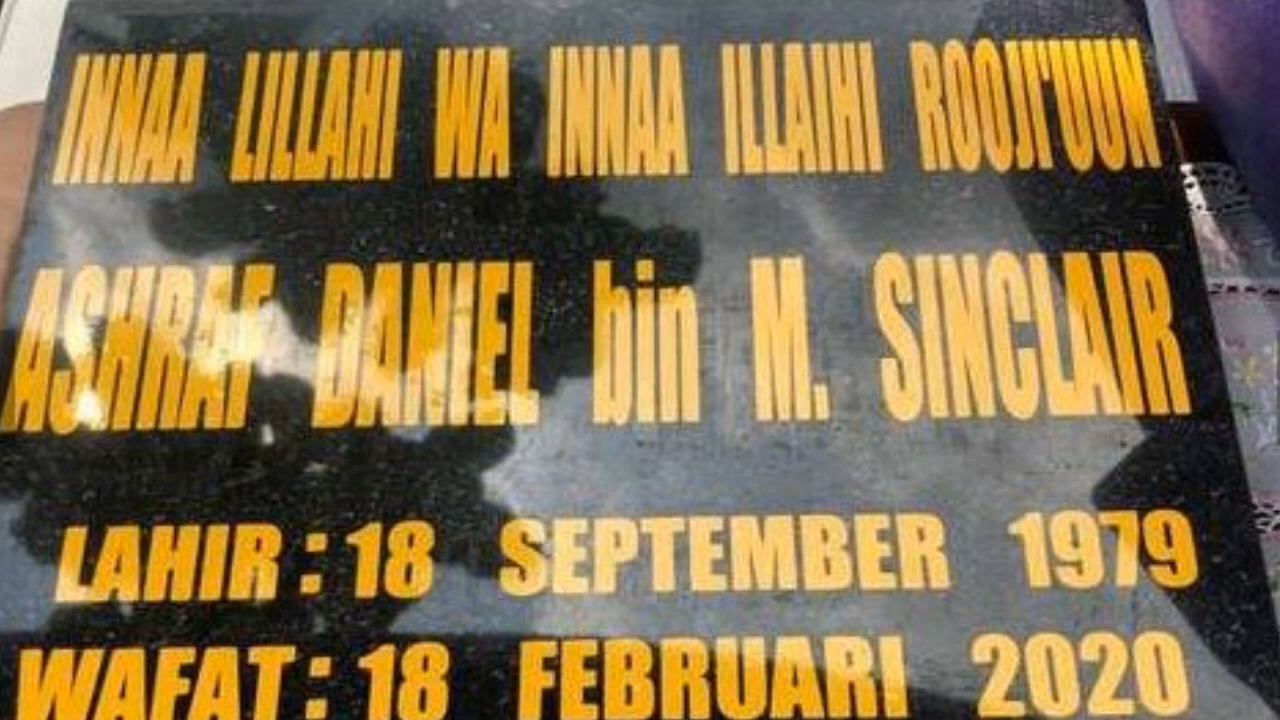 INNAA LILLAHI WA INNAA ILLAIHI ROOJI'UUN
ASHRAF DANIEL bin M. SINCLAIR
LAHIR : 18 SEPTEMBER 1979
WAFAT : 18 FEBRUARI 2020